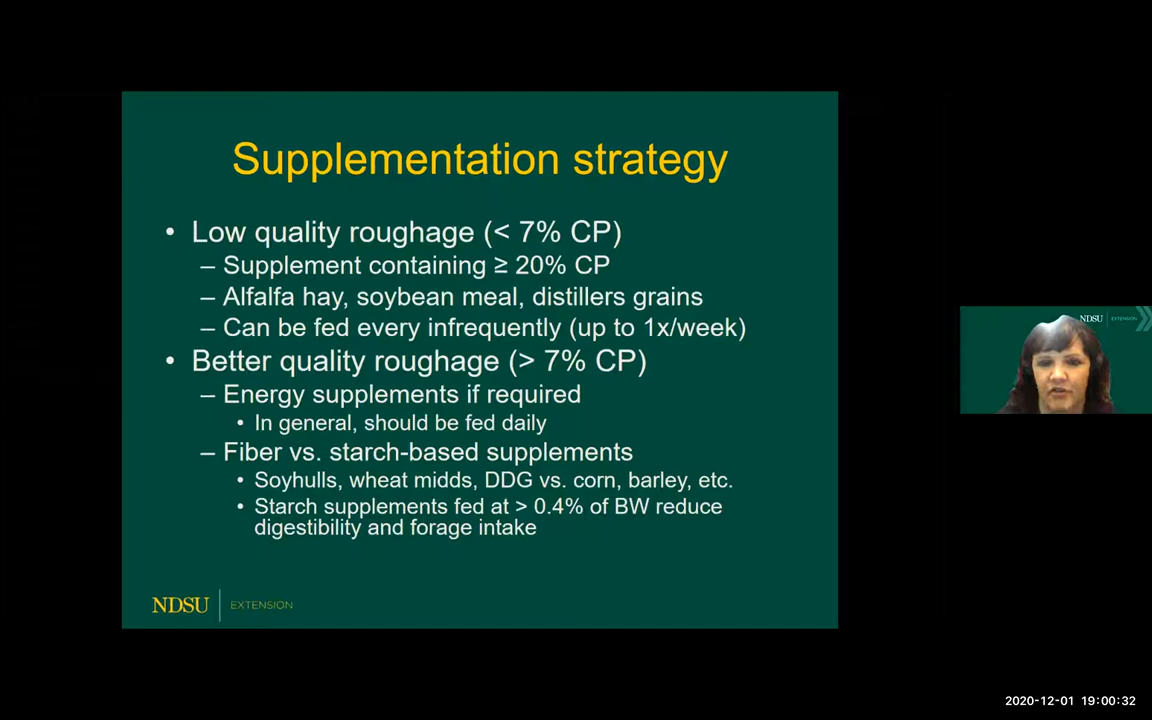 Supplementation strategy
• Low quality roughage (< 7% CP)
– Supplement containing ≥ 20% CP
– Alfalfa hay, soybean meal, distillers grains
– Can be fed every infrequently (up to 1x/week)
• Better quality roughage (> 7% CP)
– Energy supplements if required
• In general, should be fed daily
– Fiber vs. starch-based supplements
• Soyhulls, wheat midds, DDG vs. corn, barley, etc.
• Starch supplements fed at > 0.4% of BW reduce
digestibility and forage intake
NDSU EXTENSION
NDSU EXTENSION
2020-12-01 19:00:32